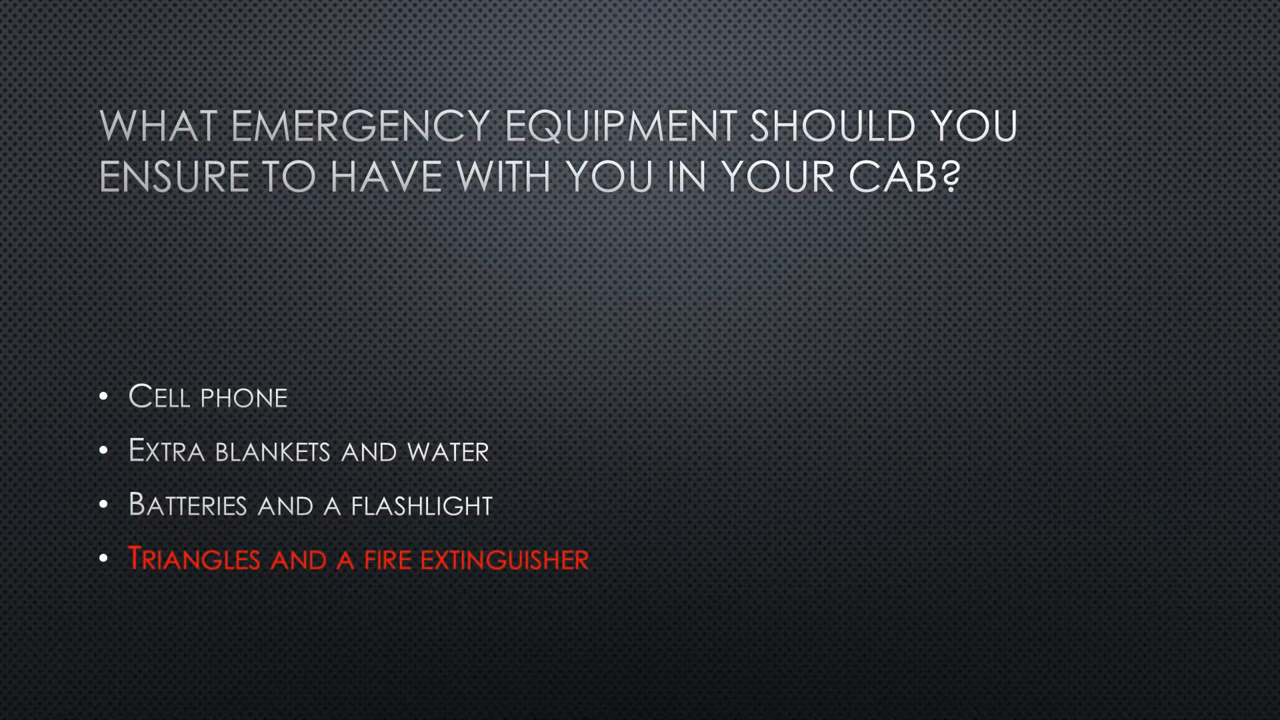 WHAT EMERGENCY EQUIPMENT SHOULD YOU
ENSURE TO HAVE WITH YOU IN YOUR CAB?
• CELL PHONE
• EXTRA BLANKETS AND WATER
• BATTERIES AND A FLASHLIGHT
• TRIANGLES AND A FIRE EXTINGUISHER